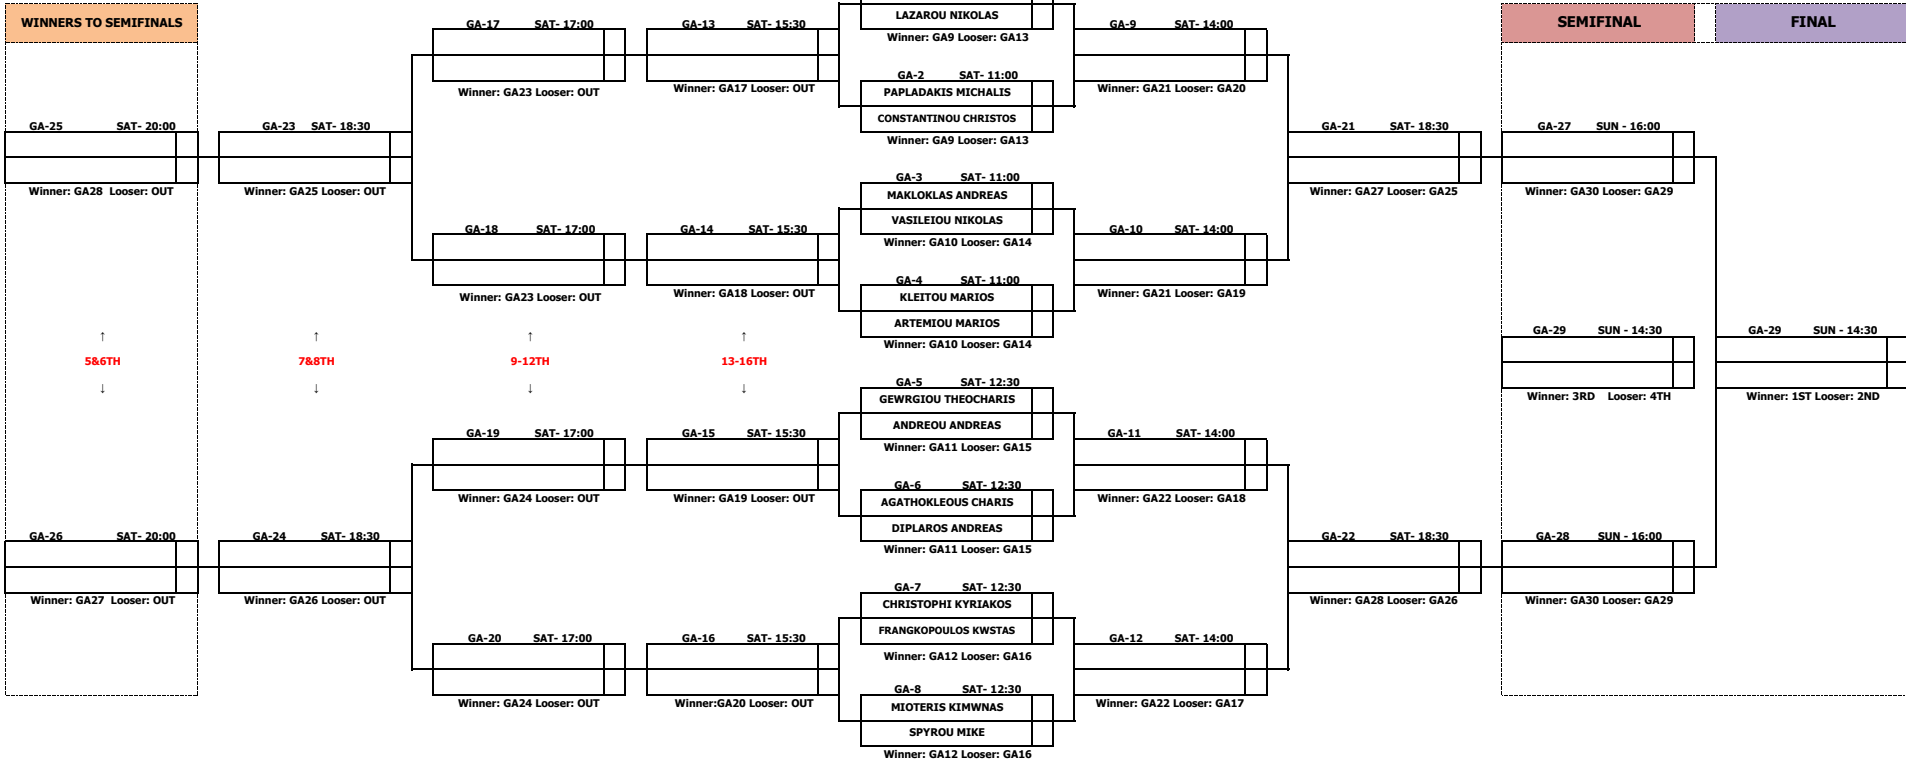 WINNERS TO SEMIFINALS
GA-17 SAT- 17:00
GA-13 SAT- 15:30
LAZAROU NIKOLAS
Winner: GA9 Looser: GA13
GA-9 SAT- 14:00
SEMIFINAL
FINAL
Winner: GA23 Looser: OUT
Winner: GA17 Looser: OUT
GA-2 SAT- 11:00
PAPLADAKIS MICHALIS
CONSTANTINOU CHRISTOS
Winner: GA9 Looser: GA13
Winner: GA21 Looser: GA20
GA-25 SAT- 20:00
Winner: GA28 Looser: OUT
GA-23 SAT- 18:30
Winner: GA25 Looser: OUT
GA-21 SAT- 18:30
Winner: GA27 Looser: GA25
GA-27 SUN - 16:00
Winner: GA30 Looser: GA29
GA-3 SAT- 11:00
MAKLOKLAS ANDREAS
VASILEIOU NIKOLAS
Winner: GA10 Looser: GA14
GA-18 SAT- 17:00
Winner: GA23 Looser: OUT
GA-14 SAT- 15:30
Winner: GA18 Looser: OUT
GA-10 SAT- 14:00
Winner: GA21 Looser: GA19
GA-4 SAT- 11:00
KLEITOU MARIOS
ARTEMIOU MARIOS
Winner: GA10 Looser: GA14
↑ ↑ ↑ ↑
5&6TH 7&8TH 9-12TH 13-16TH
↓ ↓ ↓ ↓
GA-29 SUN - 14:30
Winner: 3RD Looser: 4TH
GA-29 SUN - 14:30
Winner: 1ST Looser: 2ND
GA-5 SAT- 12:30
GEWRGIOU THEOCHARIS
ANDREOU ANDREAS
Winner: GA11 Looser: GA15
GA-19 SAT- 17:00
Winner: GA24 Looser: OUT
GA-15 SAT- 15:30
Winner: GA19 Looser: OUT
GA-11 SAT- 14:00
Winner: GA22 Looser: GA18
GA-6 SAT- 12:30
AGATHOKLEOUS CHARIS
DIPLAROS ANDREAS
Winner: GA11 Looser: GA15
GA-26 SAT- 20:00
Winner: GA27 Looser: OUT
GA-24 SAT- 18:30
Winner: GA26 Looser: OUT
GA-22 SAT- 18:30
Winner: GA28 Looser: GA26
GA-28 SUN - 16:00
Winner: GA30 Looser: GA29
GA-7 SAT- 12:30
CHRISTOPHI KYRIAKOS
FRANGKOPOULOS KWSTAS
Winner: GA12 Looser: GA16
GA-20 SAT- 17:00
Winner: GA24 Looser: OUT
GA-16 SAT- 15:30
Winner:GA20 Looser: OUT
GA-12 SAT- 14:00
Winner: GA22 Looser: GA17
GA-8 SAT- 12:30
MIOTERIS KIMWNAS
SPYROU MIKE
Winner: GA12 Looser: GA16